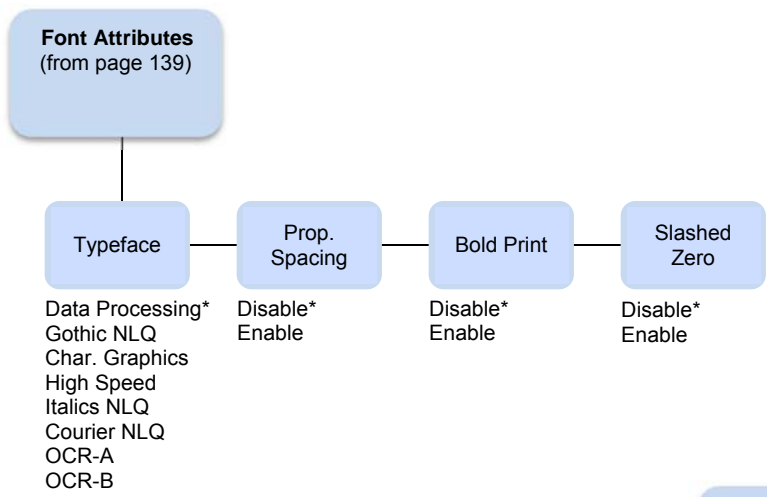 Font Attributes
(from page 139)
Typeface
Prop.
Spacing
Bold Print
Slashed
Zero
Data Processing*
Gothic NLQ
Char. Graphics
High Speed
Italics NLQ
Courier NLQ
OCR-A
OCR-B
Disable*
Enable
Disable*
Enable
Disable*
Enable